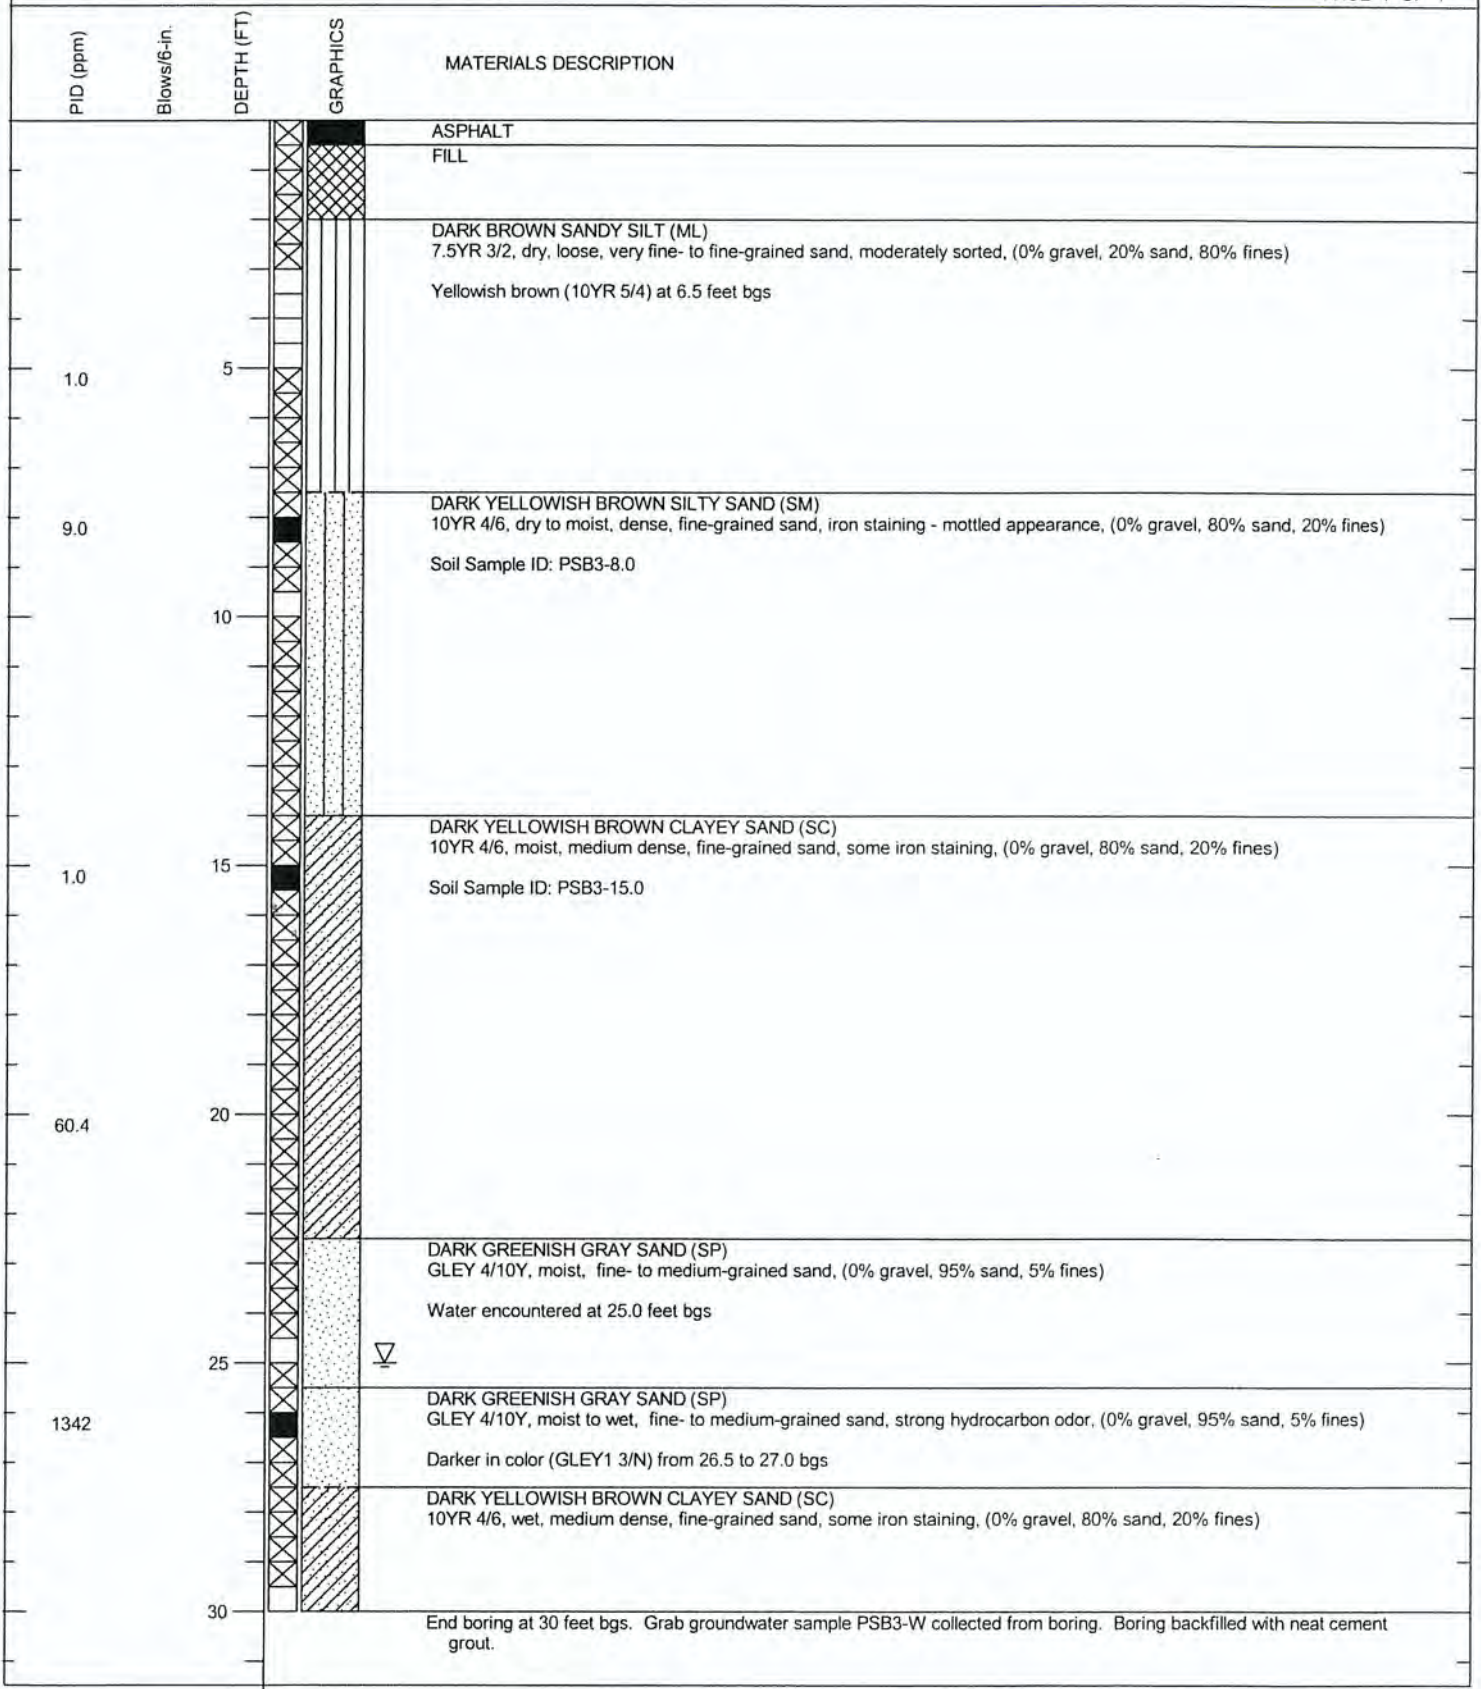 PID (ppm)
Blows/6-in.
DEPTH (FT)
GRAPHICS
MATERIALS DESCRIPTION
ASPHALT
FILL
DARK BROWN SANDY SILT (ML)
7.5YR 3/2, dry, loose, very fine- to fine-grained sand, moderately sorted, (0% gravel, 20% sand, 80% fines)
Yellowish brown (10YR 5/4) at 6.5 feet bgs
1.0
5
DARK YELLOWISH BROWN SILTY SAND (SM)
10YR 4/6, dry to moist, dense, fine-grained sand, iron staining - mottled appearance, (0% gravel, 80% sand, 20% fines)
9.0
Soil Sample ID: PSB3-8.0
10
DARK YELLOWISH BROWN CLAYEY SAND (SC)
10YR 4/6, moist, medium dense, fine-grained sand, some iron staining, (0% gravel, 80% sand, 20% fines)
15
1.0
Soil Sample ID: PSB3-15.0
20
60.4
DARK GREENISH GRAY SAND (SP)
GLEY 4/10Y, moist, fine- to medium-grained sand, (0% gravel, 95% sand, 5% fines)
Water encountered at 25.0 feet bgs
25
DARK GREENISH GRAY SAND (SP)
GLEY 4/10Y, moist to wet, fine- to medium-grained sand, strong hydrocarbon odor, (0% gravel, 95% sand, 5% fines)
1342
Darker in color (GLEY1 3/N) from 26.5 to 27.0 bgs
DARK YELLOWISH BROWN CLAYEY SAND (SC)
10YR 4/6, wet, medium dense, fine-grained sand, some iron staining, (0% gravel, 80% sand, 20% fines)
30
End boring at 30 feet bgs. Grab groundwater sample PSB3-W collected from boring. Boring backfilled with neat cement
grout.